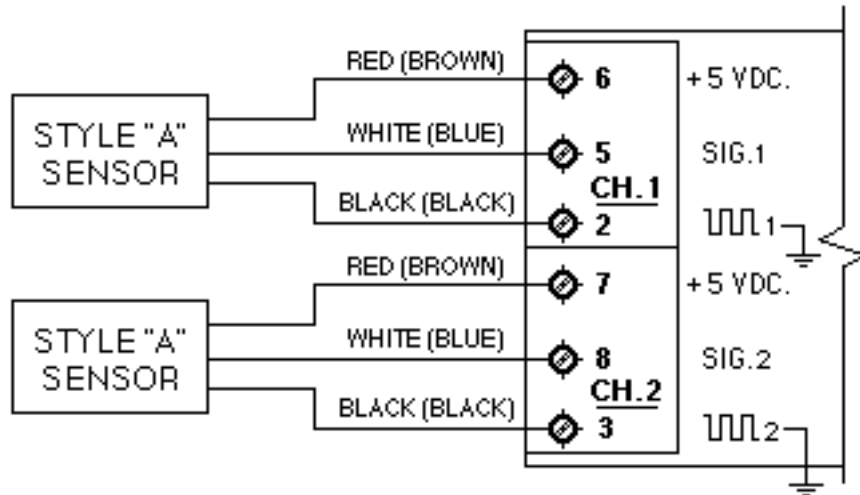 RED (BROWN)
6
+5 VDC.
STYLE "A"
SENSOR
WHITE (BLUE)
5
SIG.1
CH.1
BLACK (BLACK)
2
1
RED (BROWN)
7
+5 VDC.
STYLE "A"
SENSOR
WHITE (BLUE)
8
SIG.2
CH.2
BLACK (BLACK)
3
2